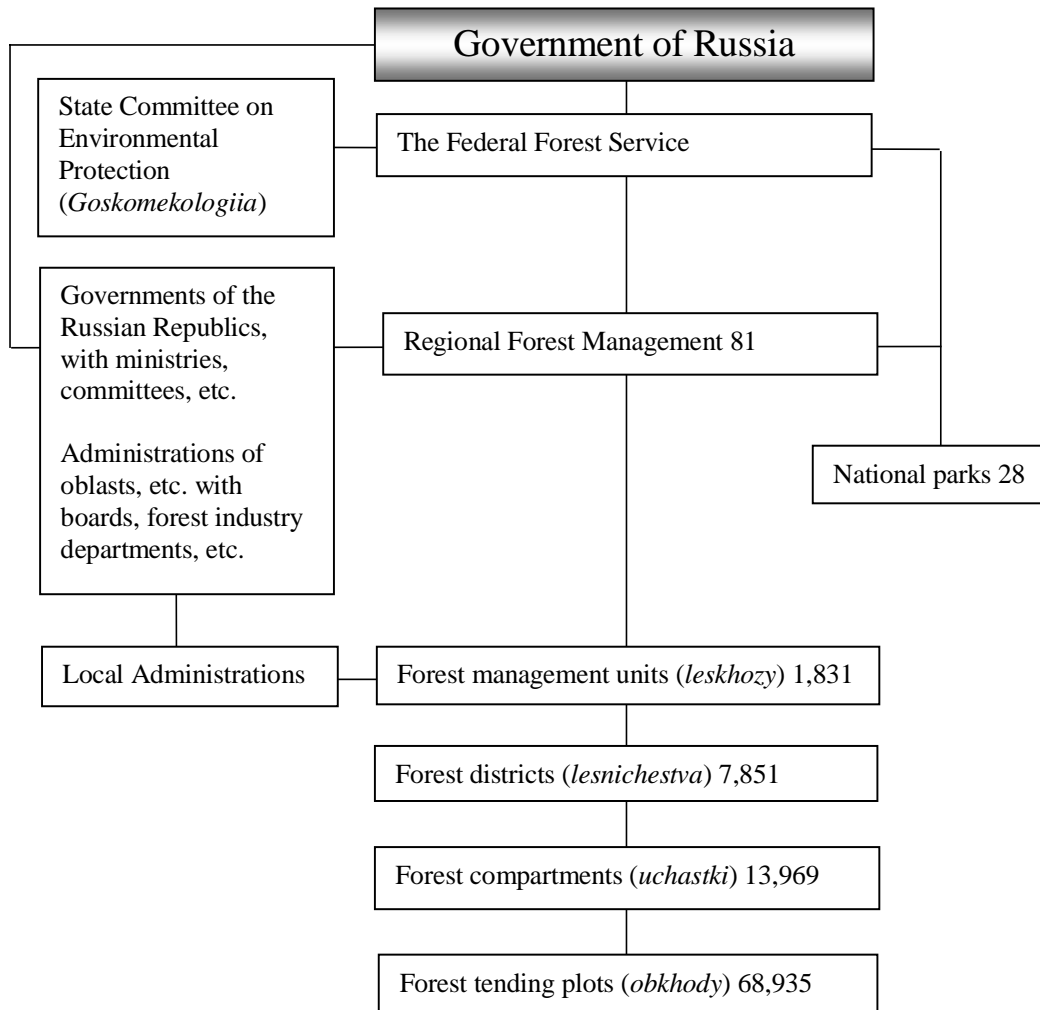 Government of Russia
State Committee on
Environmental
Protection
(Goskomekologiia)
The Federal Forest Service
Governments of the
Russian Republics,
with ministries,
committees, etc.
Administrations of
oblasts, etc. with
boards, forest industry
departments, etc.
Regional Forest Management 81
National parks 28
Local Administrations
Forest management units (leskhozy) 1,831
Forest districts (lesnichestva) 7,851
Forest compartments (uchastki) 13,969
Forest tending plots (obkhody) 68,935